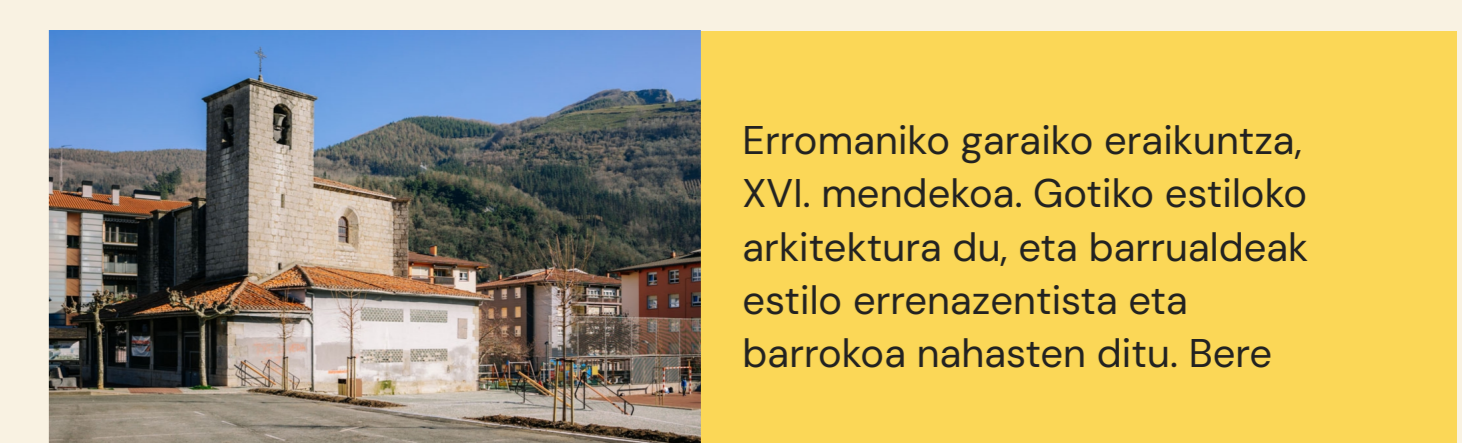 Erromaniko garaiko eraikuntza,
XVI. mendekoa. Gotiko estiloko
arkitektura du, eta barrualdeak
estilo errenazentista eta
barrokoa nahasten ditu. Bere